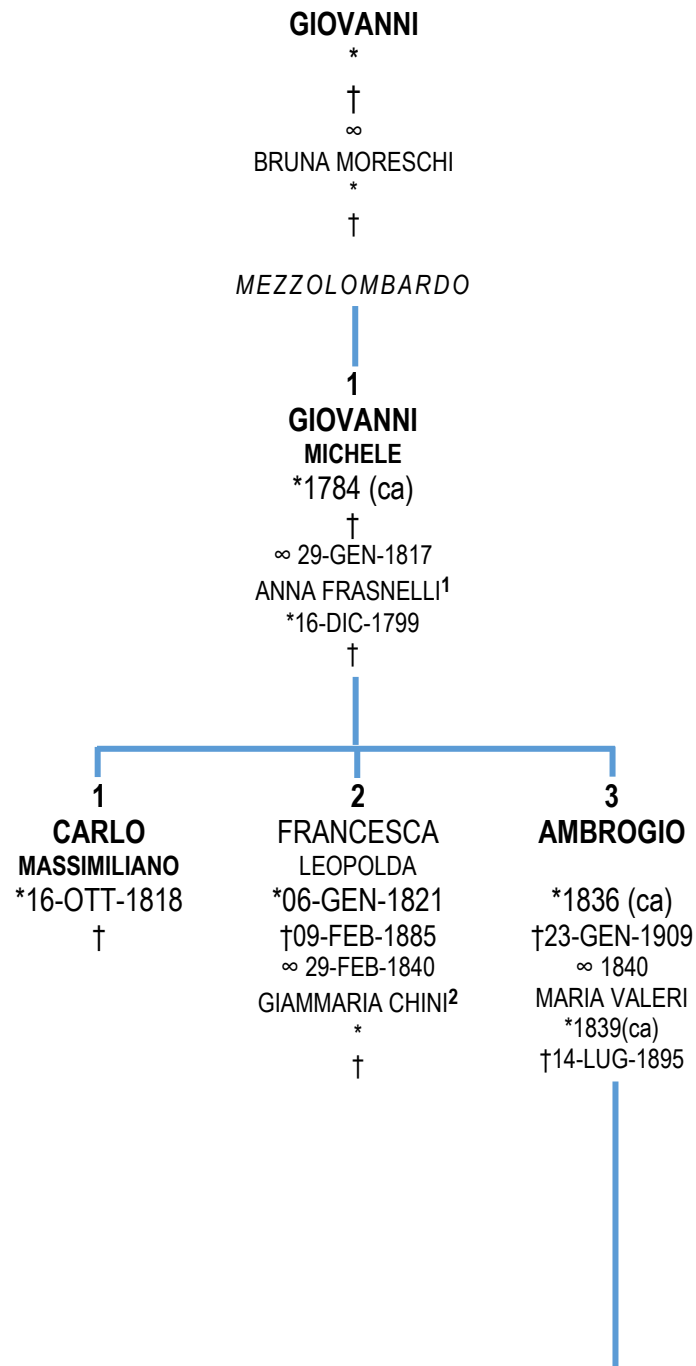 GIOVANNI
*
†
∞
BRUNA MORESCHI
*
†
MEZZOLOMBARDO
1
GIOVANNI
MICHELE
*1784 (ca)
†
∞ 29-GEN-1817
ANNA FRASNELLI¹
*16-DIC-1799
†
1
CARLO
MASSIMILIANO
*16-OTT-1818
†
2
FRANCESCA
LEOPOLDA
*06-GEN-1821
†09-FEB-1885
∞ 29-FEB-1840
GIAMMARIA CHINI²
*
†
3
AMBROGIO
*1836 (ca)
†23-GEN-1909
∞ 1840
MARIA VALERI
*1839(ca)
†14-LUG-1895